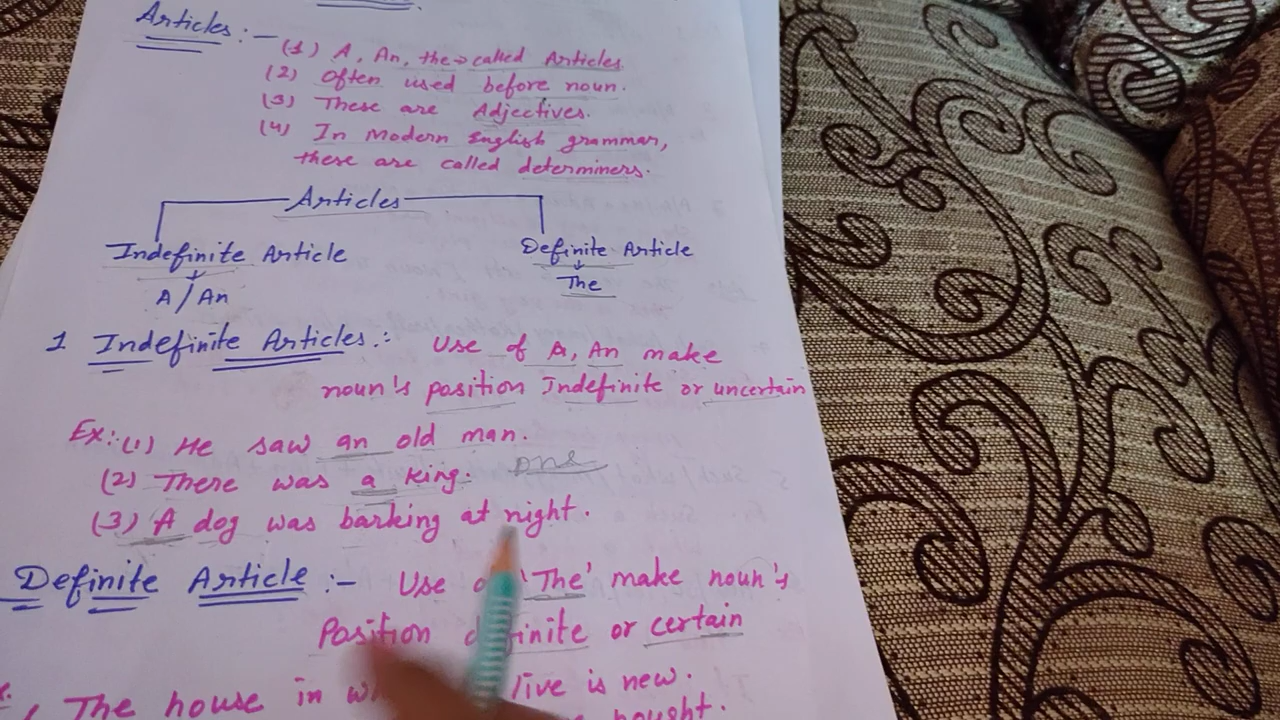 Articles :-
(1) A, An, the→called Articles
(2) Often used before noun.
(3) These are Adjectives.
(4) In Modern English grammar,
these are called determiners.
Articles
Indefinite Article
Definite Article
A / An
The
1 Indefinite Articles :- Use of A, An make
noun's position Indefinite or uncertain
Ex:- (1) He saw an old man.
one
(2) There was a king.
(3) A dog was barking at night.
Definite Article :- Use 'The' make noun's
Position or certain
The house in live is new.
bought.